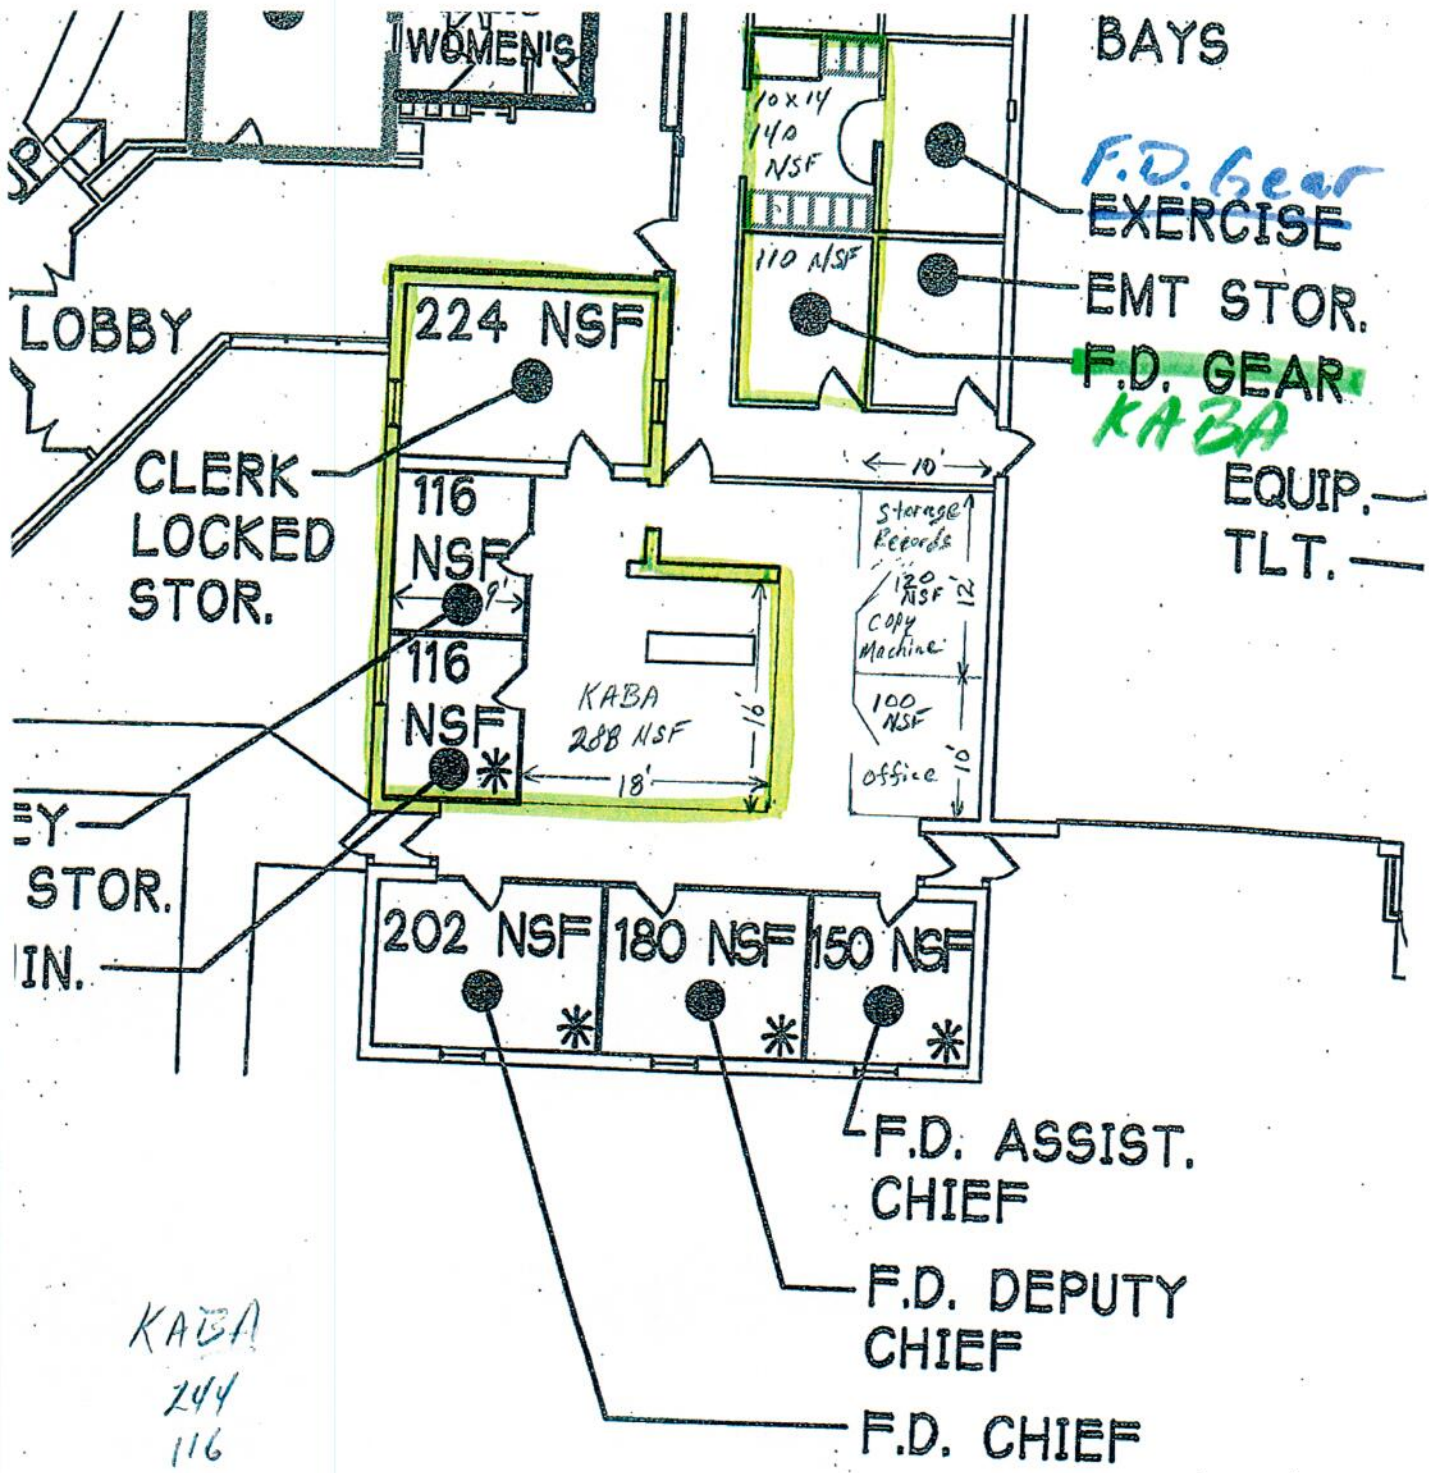 WOMEN'S
BAYS
10 x 14
140
NSF
F.D. Gear
EXERCISE
110 NSF
EMT STOR.
LOBBY
224 NSF
F.D. GEAR
KABA
CLERK
LOCKED
STOR.
116
NSF
9'
10'
Storage
Records
120
NSF
12'
Copy
Machine
EQUIP.
TLT.
116
NSF
KABA
288 NSF
16'
18'
100
NSF
office
10'
EY
STOR.
IN.
202 NSF
180 NSF
150 NSF
F.D. ASSIST.
CHIEF
F.D. DEPUTY
CHIEF
F.D. CHIEF
KABA
244
116